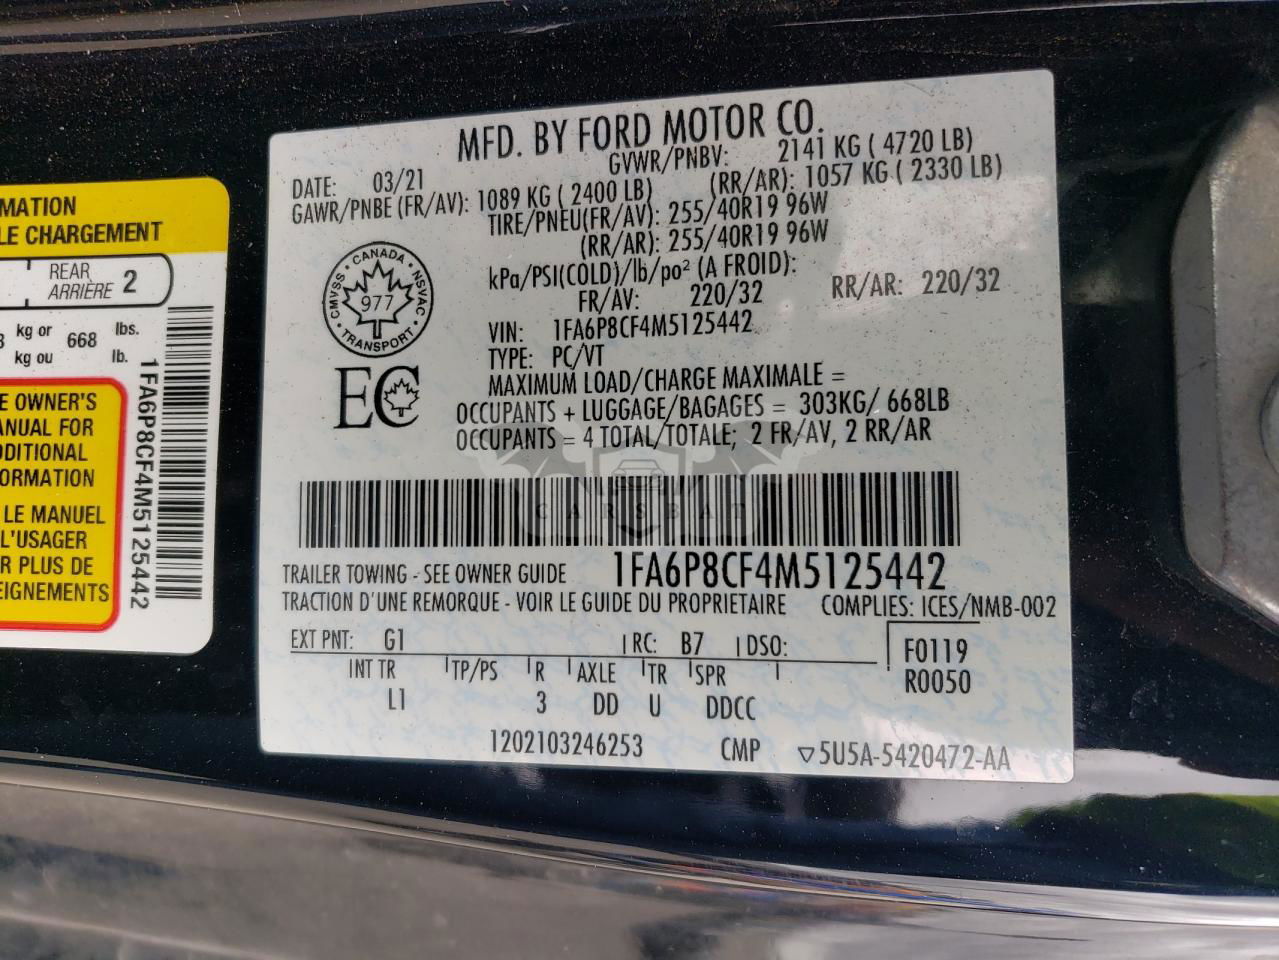 MATION
LE CHARGEMENT
REAR
ARRIÈRE 2
kg or 668 lbs.
kg ou lb.
E OWNER'S
ANUAL FOR
DDITIONAL
FORMATION
LE MANUEL
L'USAGER
R PLUS DE
EIGNEMENTS
1FA6P8CF4M5125442
MFD. BY FORD MOTOR CO.
DATE: 03/21 GVWR/PNBV: 2141 KG ( 4720 LB)
GAWR/PNBE (FR/AV): 1089 KG ( 2400 LB) (RR/AR): 1057 KG ( 2330 LB)
TIRE/PNEU(FR/AV): 255/40R19 96W
(RR/AR): 255/40R19 96W
kPa/PSI(COLD)/lb/po² (A FROID):
FR/AV: 220/32 RR/AR: 220/32
CANADA
CMVSS 977 NSVAC
TRANSPORT
VIN: 1FA6P8CF4M5125442
TYPE: PC/VT
EC
MAXIMUM LOAD/CHARGE MAXIMALE =
OCCUPANTS + LUGGAGE/BAGAGES = 303KG/ 668LB
OCCUPANTS = 4 TOTAL/TOTALE; 2 FR/AV, 2 RR/AR
CARSBAT
TRAILER TOWING - SEE OWNER GUIDE 1FA6P8CF4M5125442
TRACTION D'UNE REMORQUE - VOIR LE GUIDE DU PROPRIETAIRE COMPLIES: ICES/NMB-002
EXT PNT: G1 RC: B7 DSO: F0119
INT TR TP/PS R AXLE TR SPR R0050
L1 3 DD U DDCC
1202103246253 CMP ▽5U5A-5420472-AA